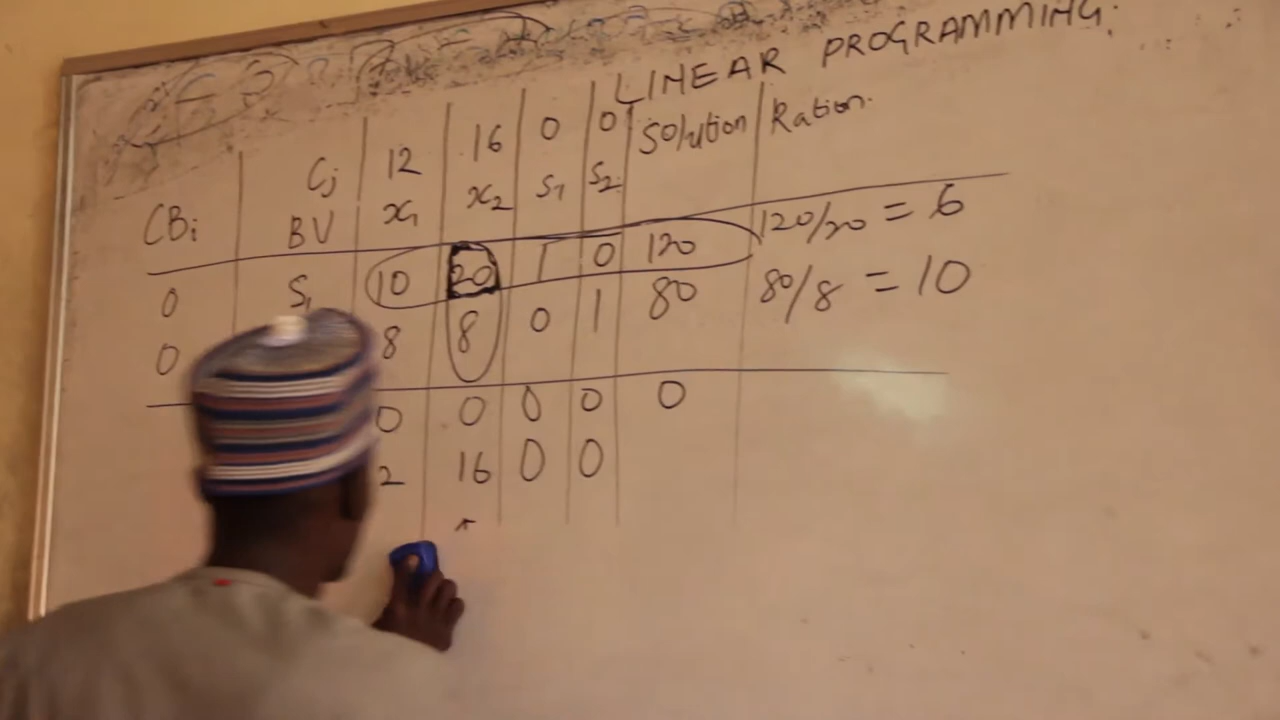 LINEAR PROGRAMMING.
Cj 12 16 0 0 Solution Ration.
CBi BV x1 x2 S1 S2
0 S1 10 20 1 0 120 120/20 = 6
0 8 8 0 1 80 80/8 = 10
0 0 0 0 0
2 16 0 0